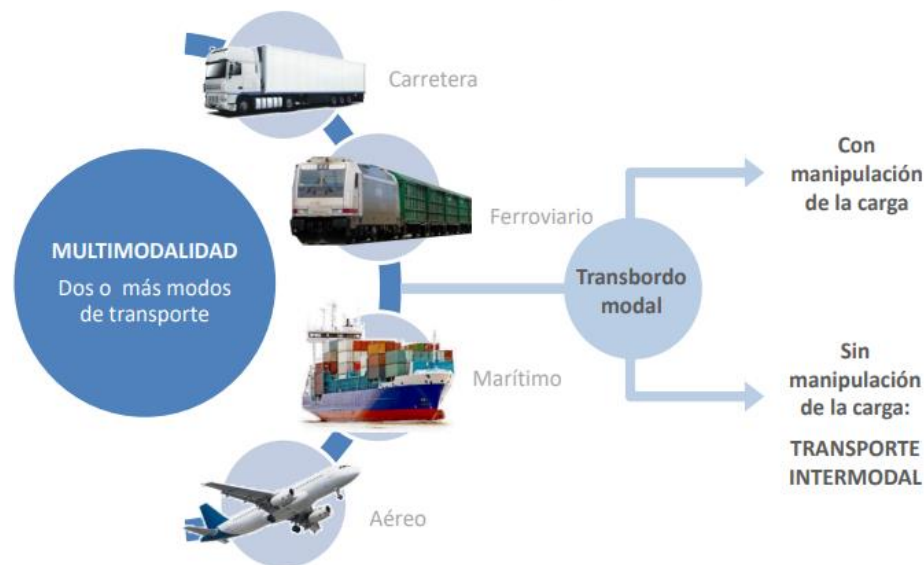 Carretera
Ferroviario
MULTIMODALIDAD
Dos o más modos
de transporte
Marítimo
Aéreo
Transbordo
modal
Con
manipulación
de la carga
Sin
manipulación
de la carga:
TRANSPORTE
INTERMODAL